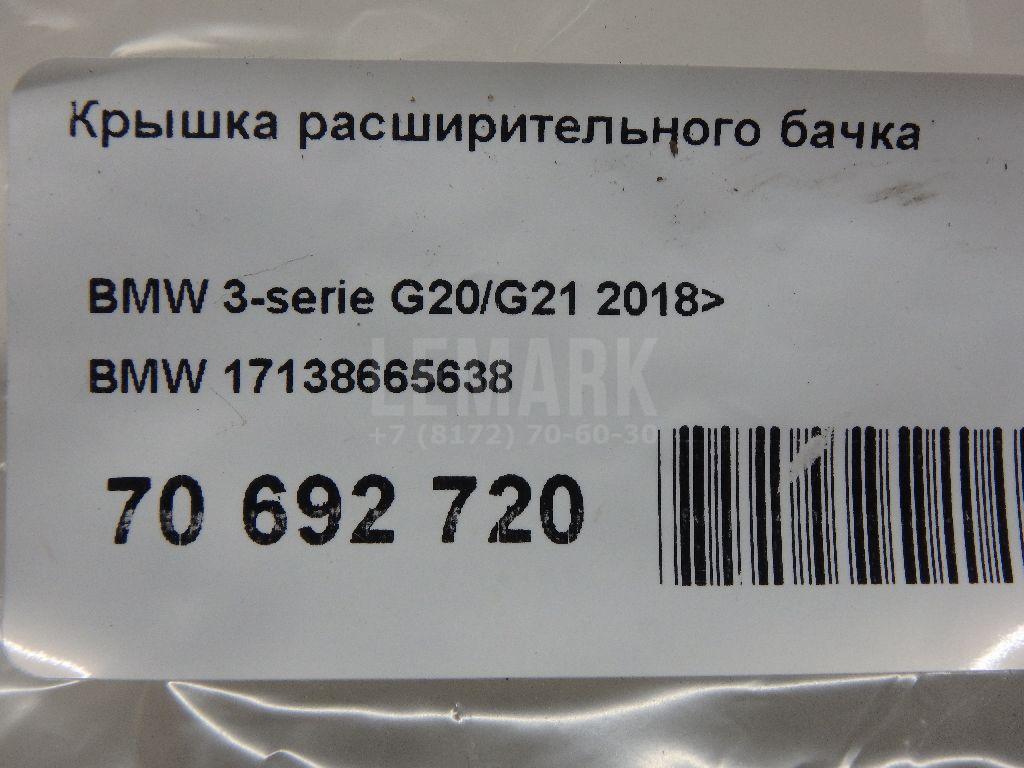 Крышка расширительного бачка
BMW 3-serie G20/G21 2018>
BMW 17138665638
LEMARK
+7 (8172) 70-60-30
70 692 720